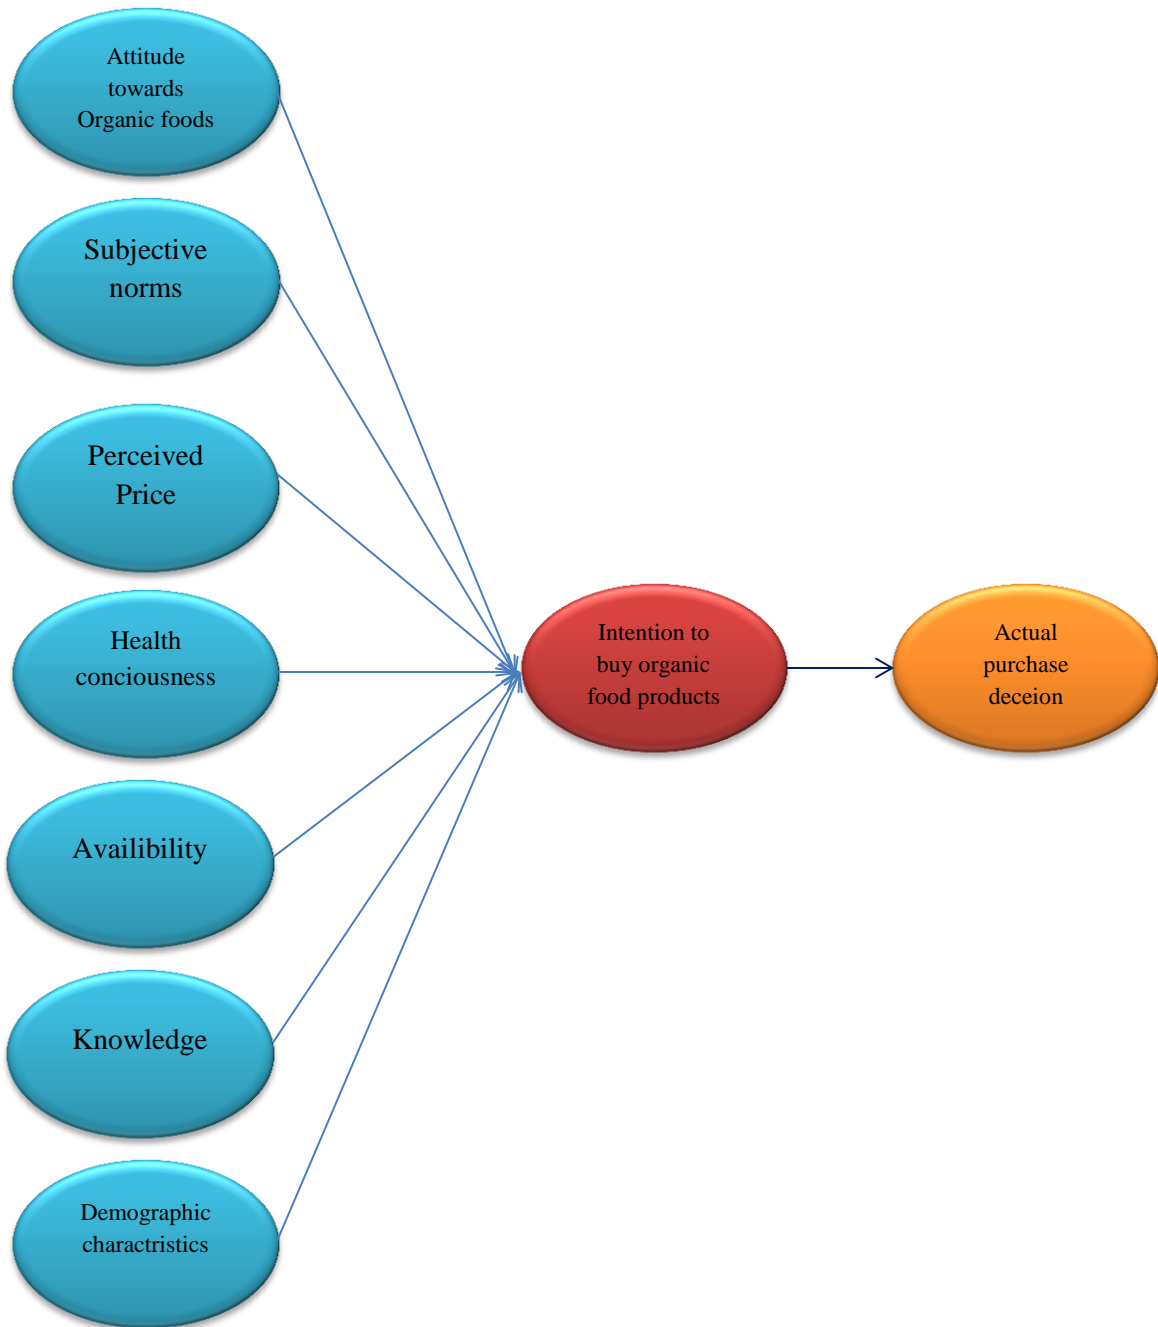 Attitude
towards
Organic foods
Subjective
norms
Perceived
Price
Health
conciousness
Availibility
Knowledge
Demographic
charactristics
Intention to
buy organic
food products
Actual
purchase
deceion